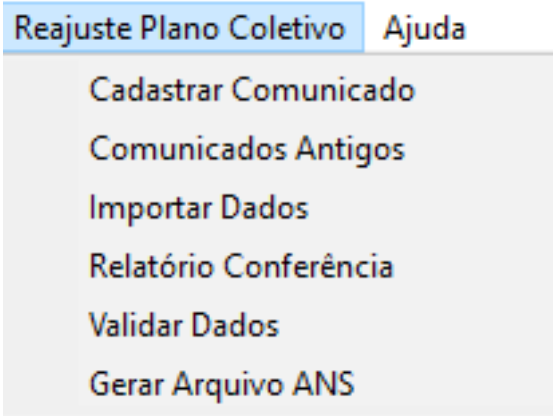 Reajuste Plano Coletivo Ajuda
Cadastrar Comunicado
Comunicados Antigos
Importar Dados
Relatório Conferência
Validar Dados
Gerar Arquivo ANS